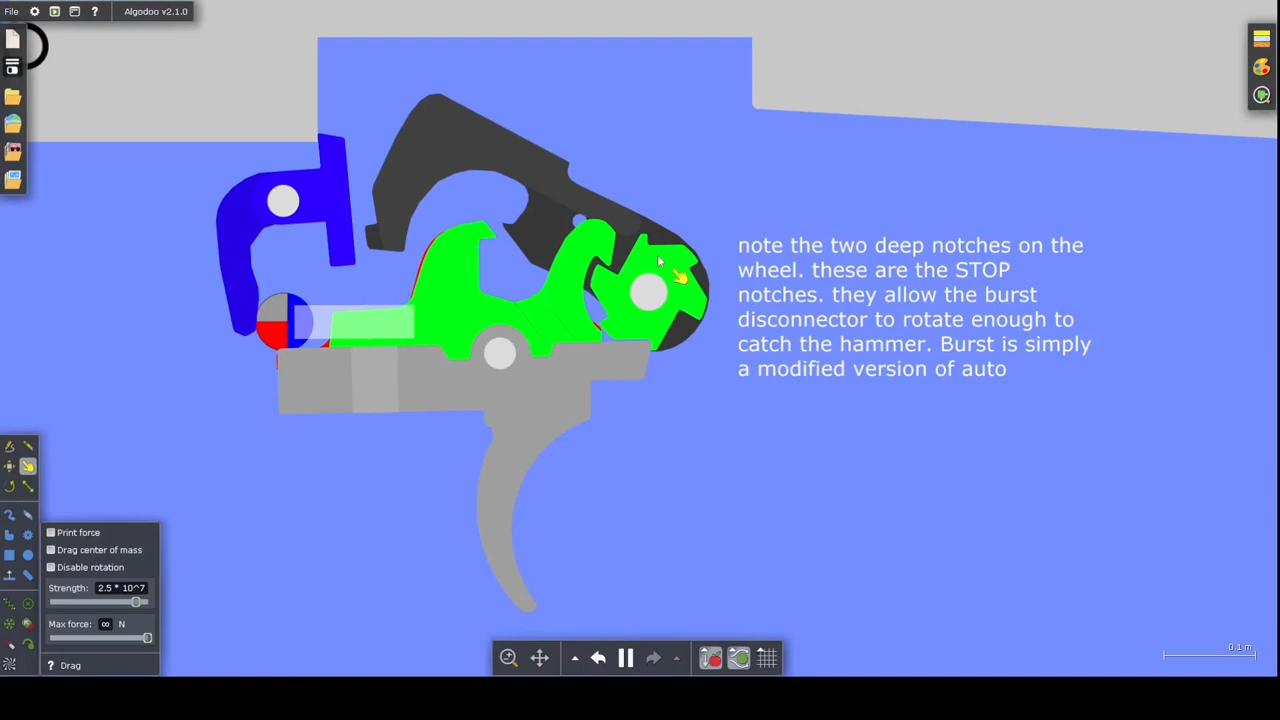 File ? Algodoo v2.1.0
note the two deep notches on the
wheel. these are the STOP
notches. they allow the burst
disconnector to rotate enough to
catch the hammer. Burst is simply
a modified version of auto
Print force
Drag center of mass
Disable rotation
Strength: 2.5 * 10^7
Max force: ∞ N
? Drag
0.1 m